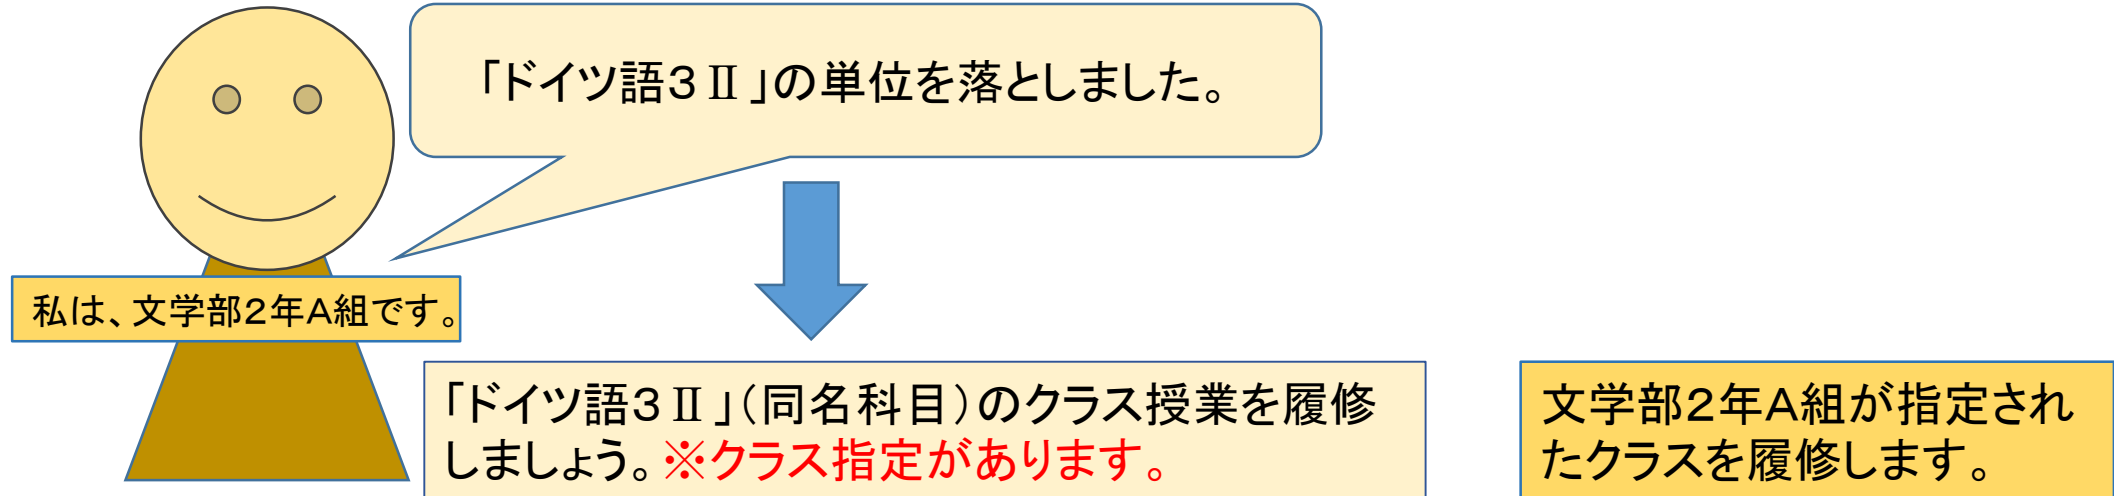 「ドイツ語３Ⅱ」の単位を落としました。
私は、文学部２年A組です。
「ドイツ語３Ⅱ」（同名科目）のクラス授業を履修
しましょう。※クラス指定があります。
文学部２年A組が指定され
たクラスを履修します。